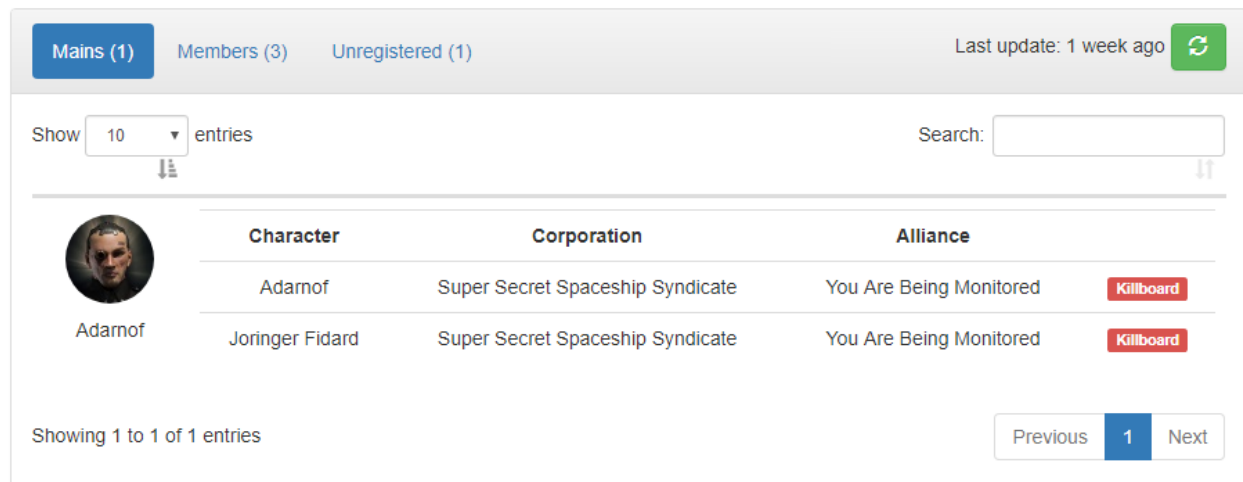 Mains (1) Members (3) Unregistered (1) Last update: 1 week ago
Show 10 entries Search:
Character Corporation Alliance
Adarnof Super Secret Spaceship Syndicate You Are Being Monitored Killboard
Adarnof
Joringer Fidard Super Secret Spaceship Syndicate You Are Being Monitored Killboard
Showing 1 to 1 of 1 entries Previous 1 Next